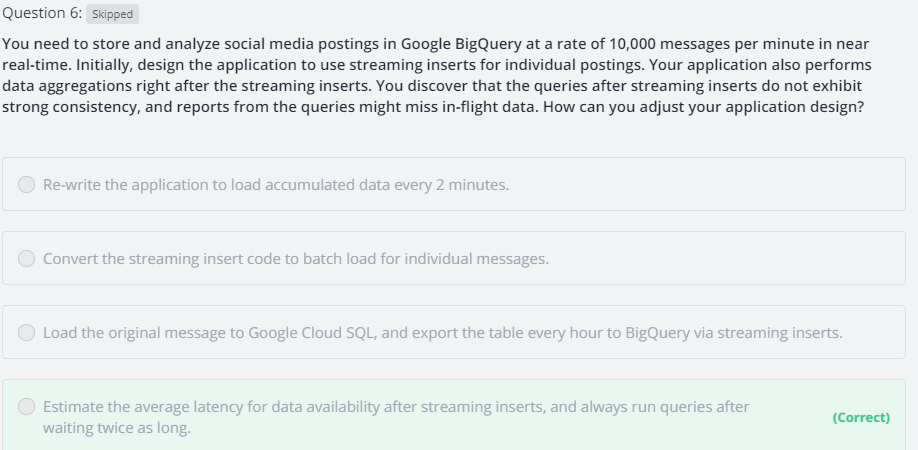 Question 6: Skipped
You need to store and analyze social media postings in Google BigQuery at a rate of 10,000 messages per minute in near
real-time. Initially, design the application to use streaming inserts for individual postings. Your application also performs
data aggregations right after the streaming inserts. You discover that the queries after streaming inserts do not exhibit
strong consistency, and reports from the queries might miss in-flight data. How can you adjust your application design?
Re-write the application to load accumulated data every 2 minutes.
Convert the streaming insert code to batch load for individual messages.
Load the original message to Google Cloud SQL, and export the table every hour to BigQuery via streaming inserts.
Estimate the average latency for data availability after streaming inserts, and always run queries after
waiting twice as long.
(Correct)